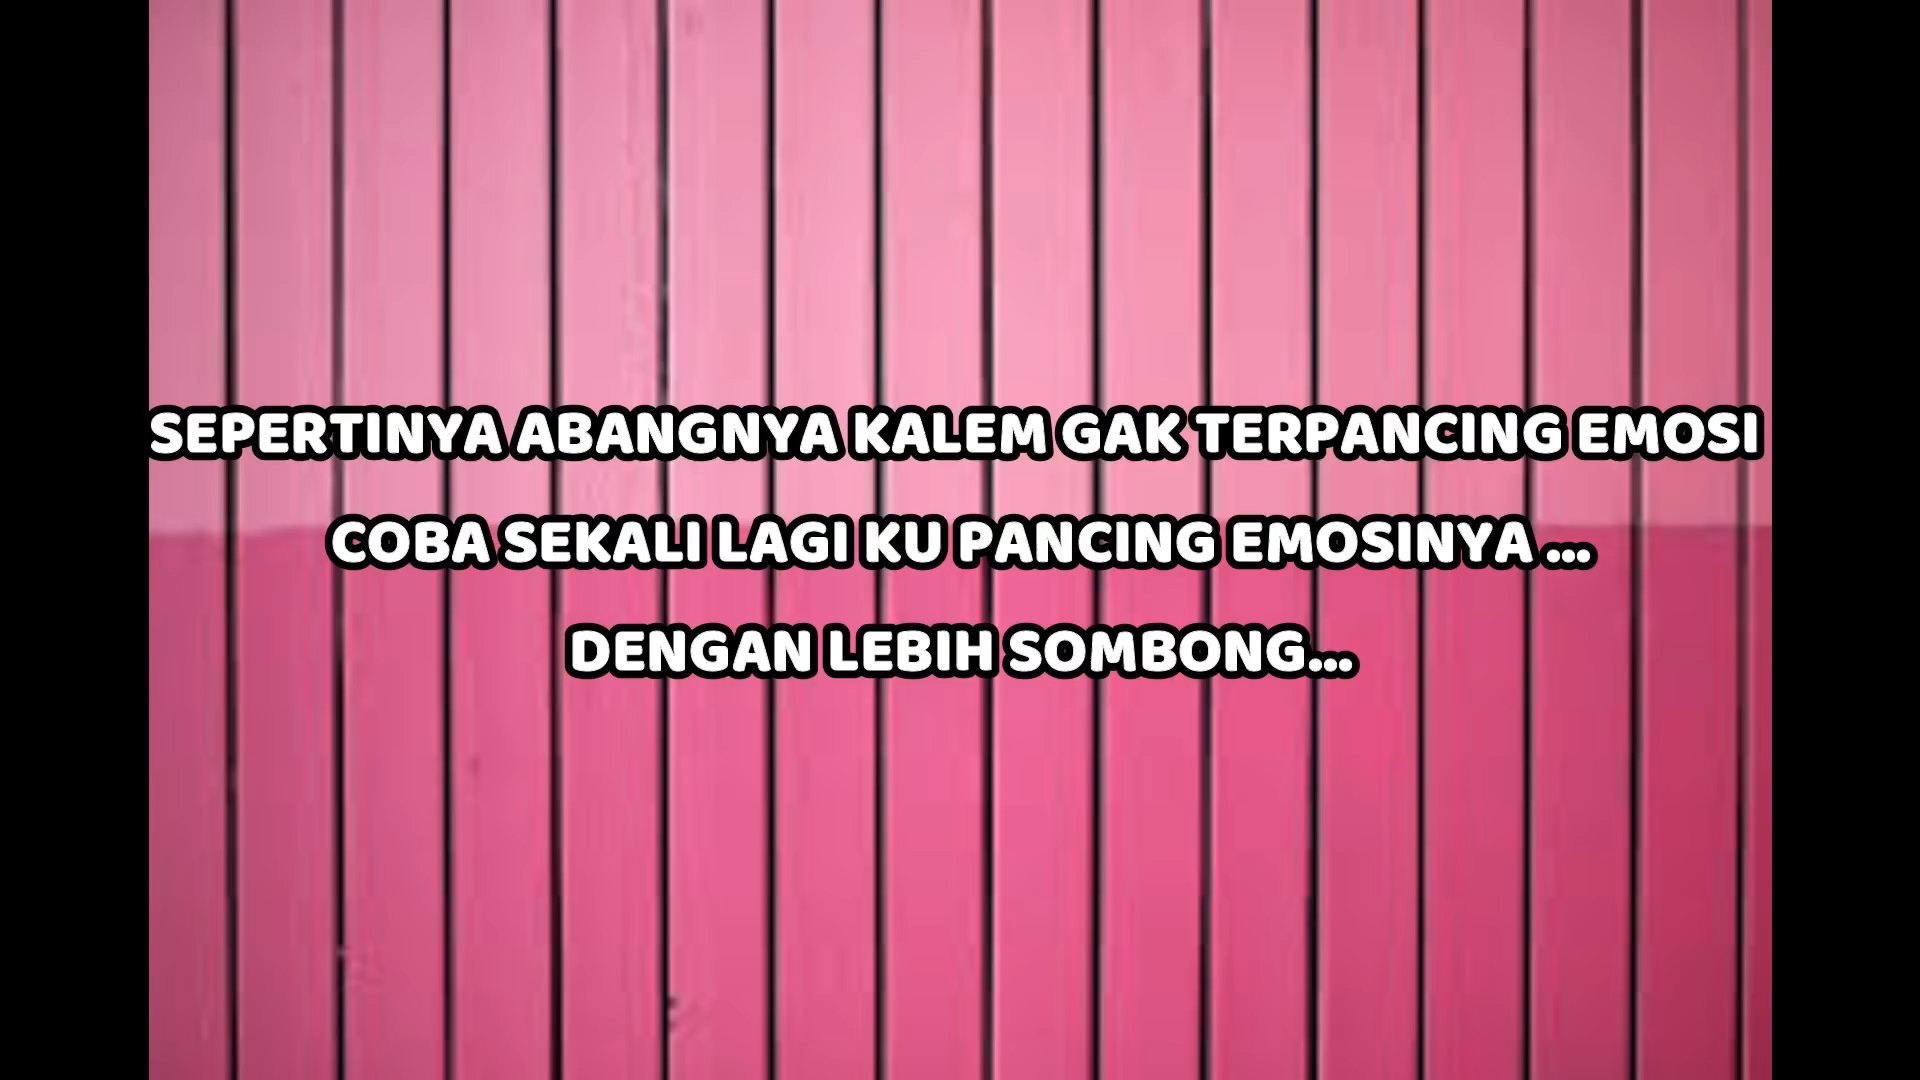 SEPERTINYA ABANGNYA KALEM GAK TERPANCING EMOSI
COBA SEKALI LAGI KU PANCING EMOSINYA ...
DENGAN LEBIH SOMBONG...